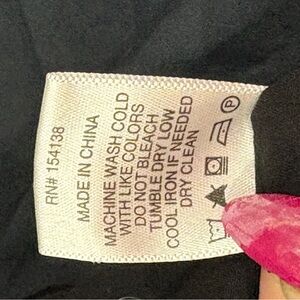 RN# 154138
MADE IN CHINA
MACHINE WASH COLD
WITH LIKE COLORS
DO NOT BLEACH
TUMBLE DRY LOW
COOL IRON IF NEEDED
DRY CLEAN
P